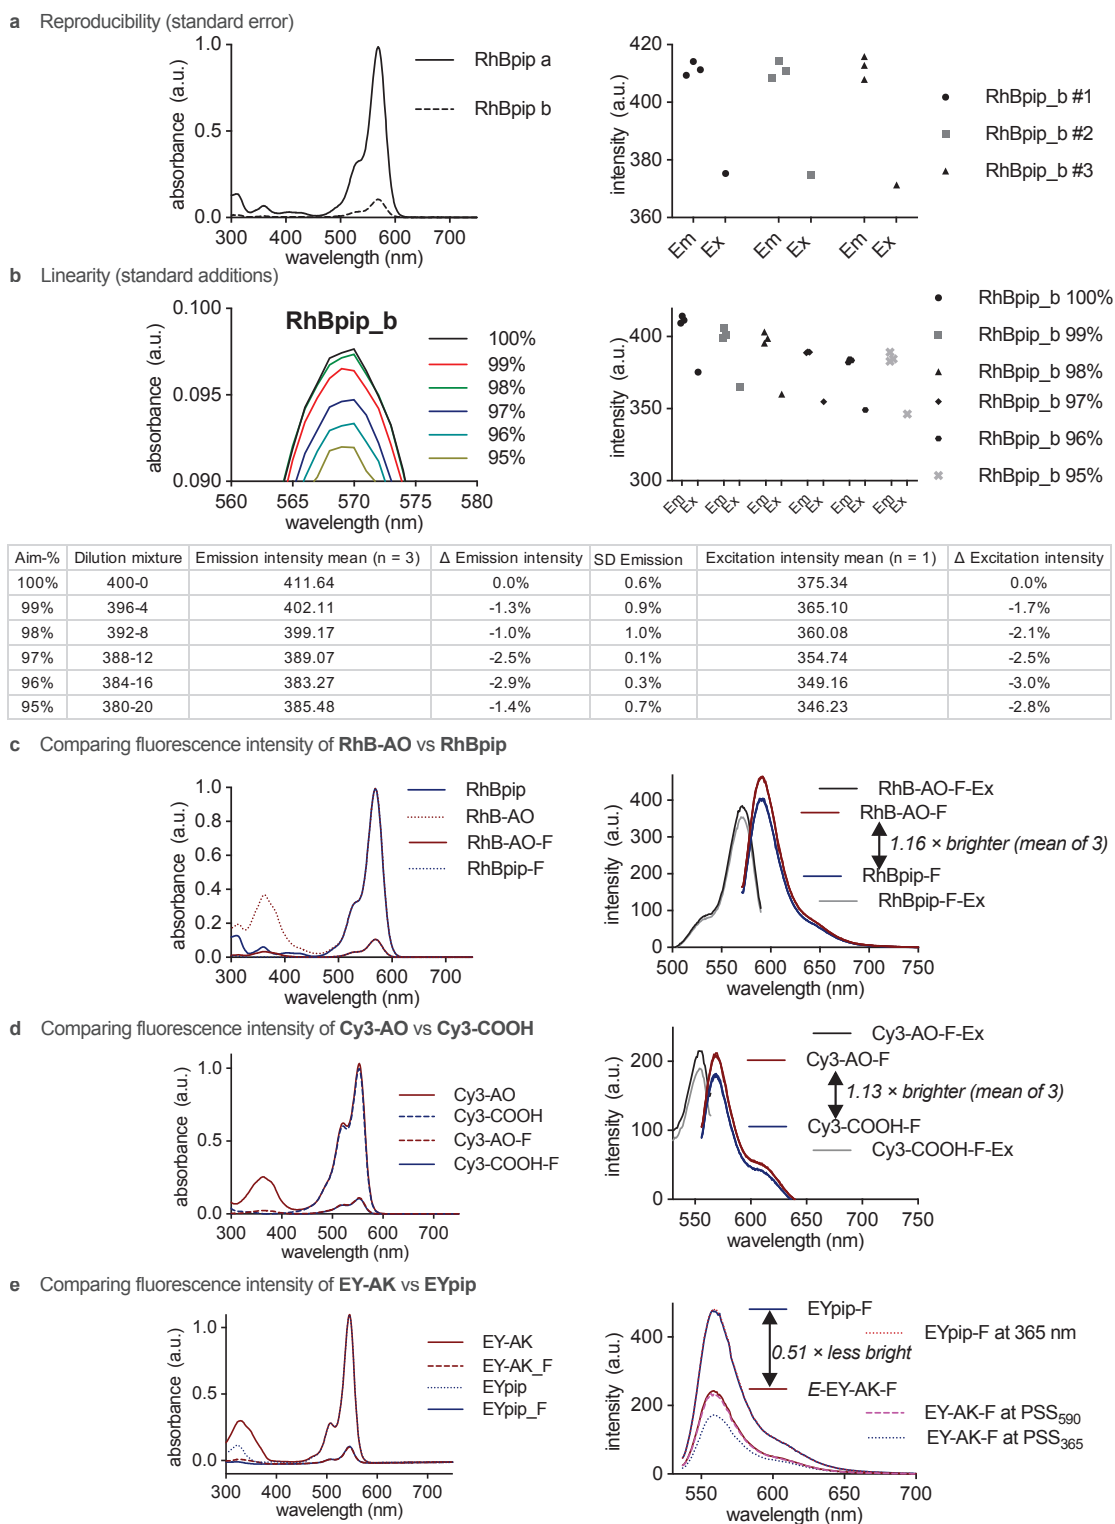 a Reproducibility (standard error)
absorbance (a.u.)
1.0
0.5
0.0
300 400 500 600 700
wavelength (nm)
RhBpip a
RhBpip b
intensity (a.u.)
420
400
380
360
Em Ex Em Ex Em Ex
RhBpip_b #1
RhBpip_b #2
RhBpip_b #3
b Linearity (standard additions)
absorbance (a.u.)
0.100
0.095
0.090
560 565 570 575 580
wavelength (nm)
RhBpip_b
100%
99%
98%
97%
96%
95%
intensity (a.u.)
400
350
300
Em Ex Em Ex Em Ex Em Ex Em Ex Em Ex
RhBpip_b 100%
RhBpip_b 99%
RhBpip_b 98%
RhBpip_b 97%
RhBpip_b 96%
RhBpip_b 95%
Aim-% Dilution mixture Emission intensity mean (n = 3) Δ Emission intensity SD Emission Excitation intensity mean (n = 1) Δ Excitation intensity
100% 400-0 411.64 0.0% 0.6% 375.34 0.0%
99% 396-4 402.11 -1.3% 0.9% 365.10 -1.7%
98% 392-8 399.17 -1.0% 1.0% 360.08 -2.1%
97% 388-12 389.07 -2.5% 0.1% 354.74 -2.5%
96% 384-16 383.27 -2.9% 0.3% 349.16 -3.0%
95% 380-20 385.48 -1.4% 0.7% 346.23 -2.8%
c Comparing fluorescence intensity of RhB-AO vs RhBpip
absorbance (a.u.)
1.0
0.8
0.6
0.4
0.2
0.0
300 400 500 600 700
wavelength (nm)
RhBpip
RhB-AO
RhB-AO-F
RhBpip-F
intensity (a.u.)
400
300
200
100
0
500 550 600 650 700 750
wavelength (nm)
RhB-AO-F-Ex
RhB-AO-F
1.16 × brighter (mean of 3)
RhBpip-F
RhBpip-F-Ex
d Comparing fluorescence intensity of Cy3-AO vs Cy3-COOH
absorbance (a.u.)
1.0
0.5
0.0
300 400 500 600 700
wavelength (nm)
Cy3-AO
Cy3-COOH
Cy3-AO-F
Cy3-COOH-F
intensity (a.u.)
200
100
0
550 600 650 700 750
wavelength (nm)
Cy3-AO-F-Ex
Cy3-AO-F
1.13 × brighter (mean of 3)
Cy3-COOH-F
Cy3-COOH-F-Ex
e Comparing fluorescence intensity of EY-AK vs EYpip
absorbance (a.u.)
1.0
0.5
0.0
300 400 500 600 700
wavelength (nm)
EY-AK
EY-AK_F
EYpip
EYpip_F
intensity (a.u.)
400
200
0
550 600 650 700
wavelength (nm)
EYpip-F
EYpip-F at 365 nm
0.51 × less bright
E-EY-AK-F
EY-AK-F at PSS590
EY-AK-F at PSS365